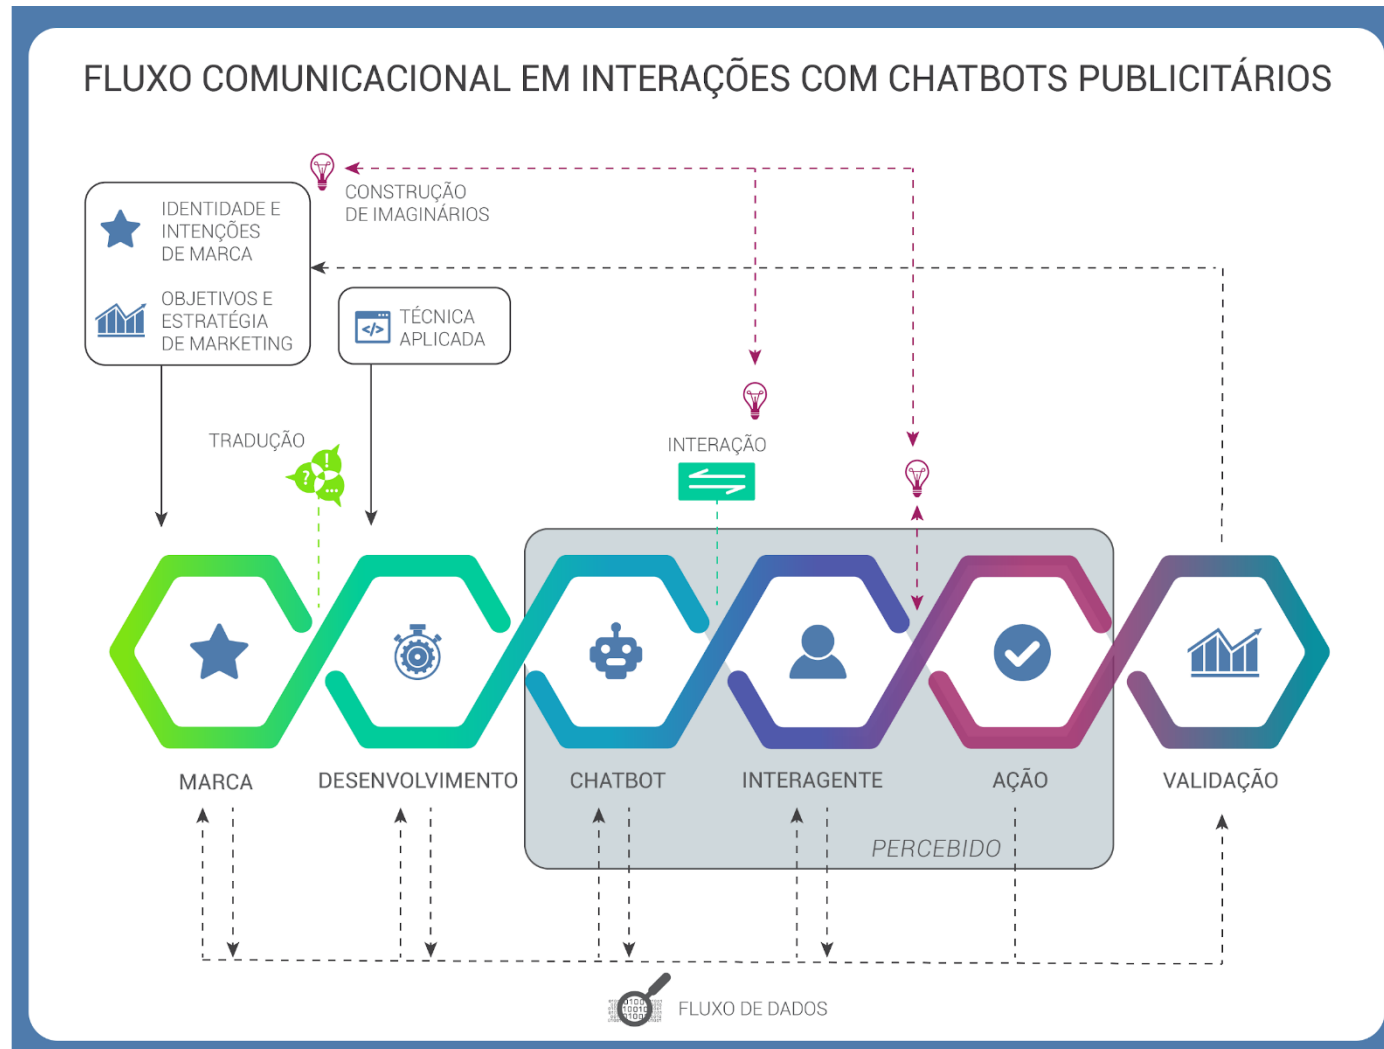 FLUXO COMUNICACIONAL EM INTERAÇÕES COM CHATBOTS PUBLICITÁRIOS
CONSTRUÇÃO
DE IMAGINÁRIOS
IDENTIDADE E
INTENÇÕES
DE MARCA
OBJETIVOS E
ESTRATÉGIA
DE MARKETING
</>
TÉCNICA
APLICADA
TRADUÇÃO
! ? ...
INTERAÇÃO
MARCA
DESENVOLVIMENTO
CHATBOT
INTERAGENTE
AÇÃO
VALIDAÇÃO
PERCEBIDO
FLUXO DE DADOS